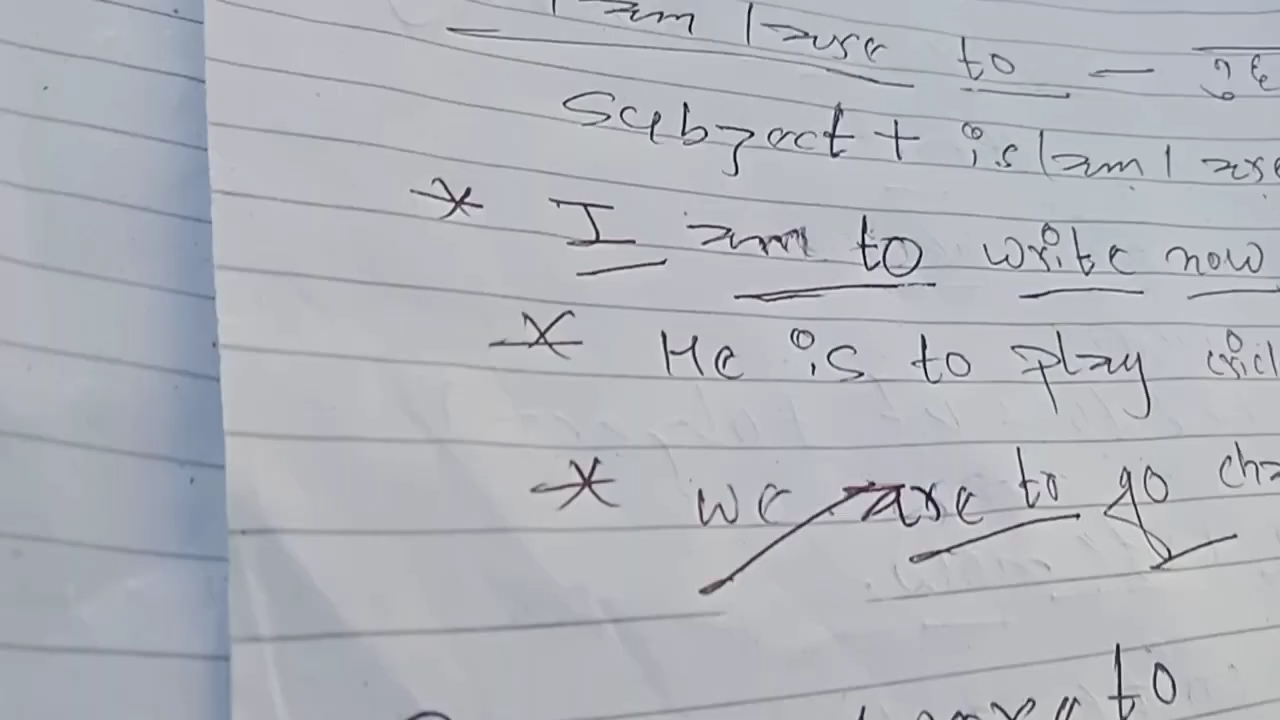 am / are to —
Subject + is / am / are
* I am to write now
* He is to play
* We are to go
to